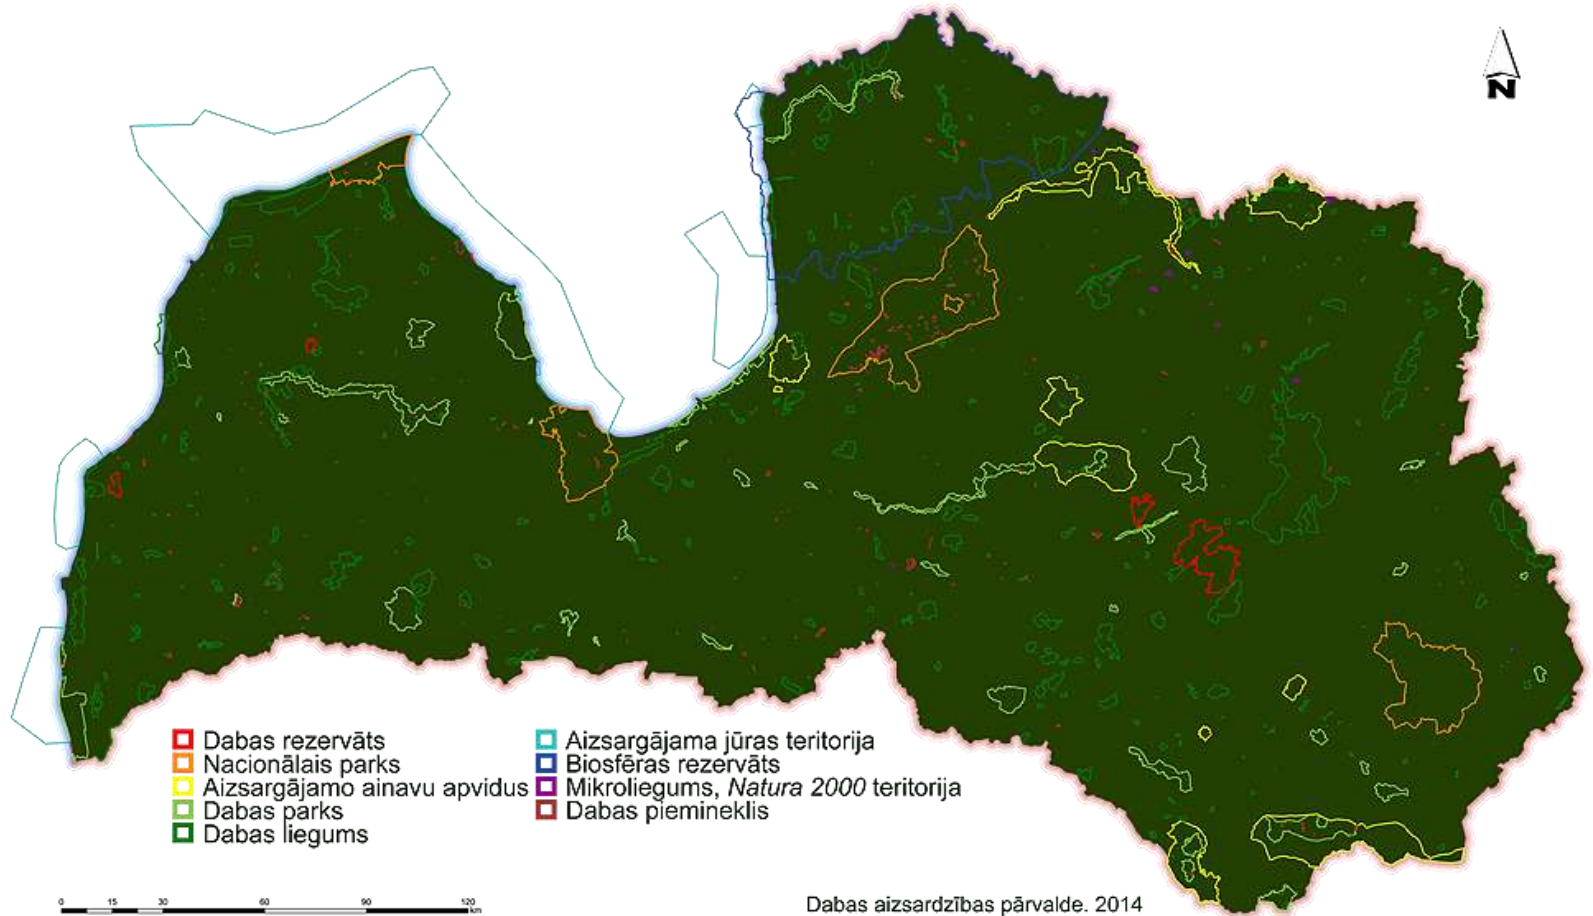 N
Dabas rezervāts
Nacionālais parks
Aizsargājamo ainavu apvidus
Dabas parks
Dabas liegums
Aizsargājama jūras teritorija
Biosfēras rezervāts
Mikroliegums, Natura 2000 teritorija
Dabas piemineklis
0 15 30 60 90 120
km
Dabas aizsardzības pārvalde. 2014